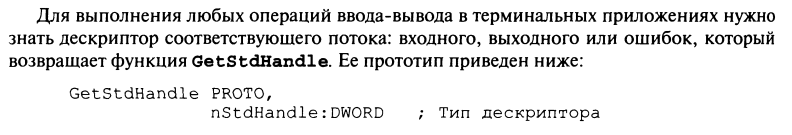 Для выполнения любых операций ввода-вывода в терминальных приложениях нужно
знать дескриптор соответствующего потока: входного, выходного или ошибок, который
возвращает функция GetStdHandle. Ее прототип приведен ниже:
GetStdHandle PROTO,
nStdHandle:DWORD ; Тип дескриптора